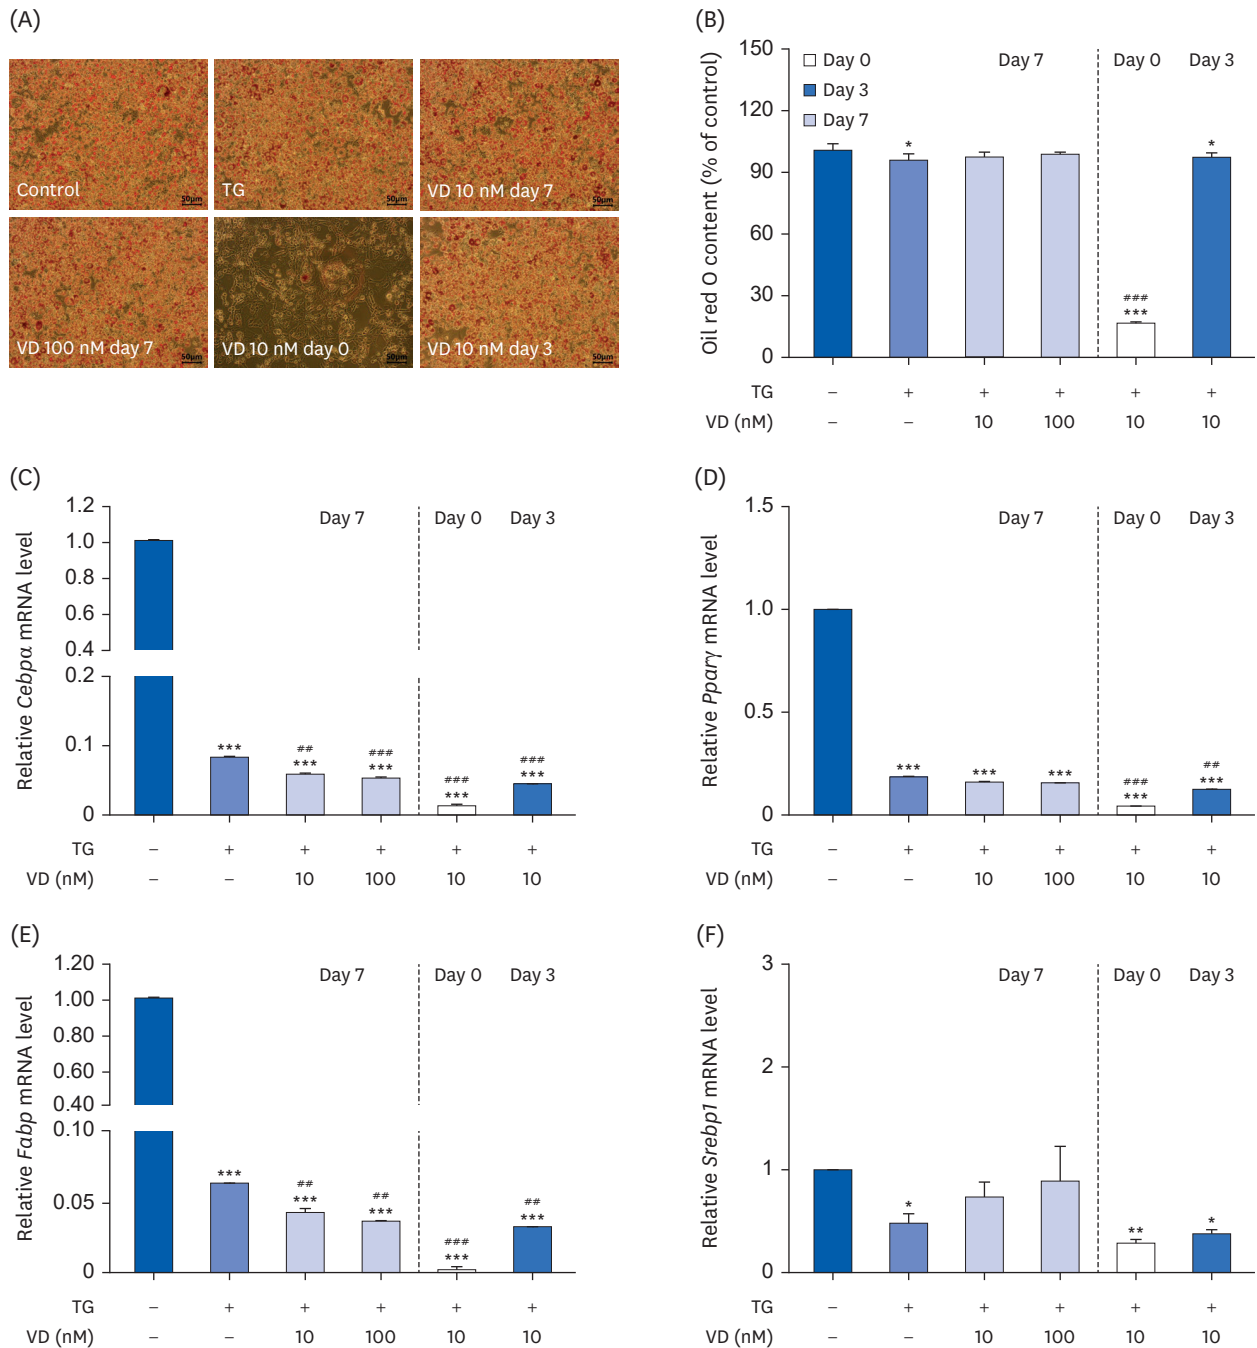 (A)
Control 50μm
TG 50μm
VD 10 nM day 7 50μm
VD 100 nM day 7 50μm
VD 10 nM day 0 50μm
VD 10 nM day 3 50μm
(B)
Oil red O content (% of control)
150
120
90
60
30
0
Day 0
Day 3
Day 7
Day 7 Day 0 Day 3
* ### *** *
TG − + + + + +
VD (nM) − − 10 100 10 10
(C)
Relative Cebpα mRNA level
1.2
1.0
0.8
0.6
0.4
0.2
0.1
0
Day 7 Day 0 Day 3
## ### ### ###
*** *** *** *** ***
TG − + + + + +
VD (nM) − − 10 100 10 10
(D)
Relative Pparγ mRNA level
1.5
1.0
0.5
0
Day 7 Day 0 Day 3
### ##
*** *** *** *** ***
TG − + + + + +
VD (nM) − − 10 100 10 10
(E)
Relative Fabp mRNA level
1.20
1.00
0.80
0.60
0.40
0.10
0.05
0
Day 7 Day 0 Day 3
## ## ### ##
*** *** *** *** ***
TG − + + + + +
VD (nM) − − 10 100 10 10
(F)
Relative Srebp1 mRNA level
3
2
1
0
Day 7 Day 0 Day 3
* ** *
TG − + + + + +
VD (nM) − − 10 100 10 10